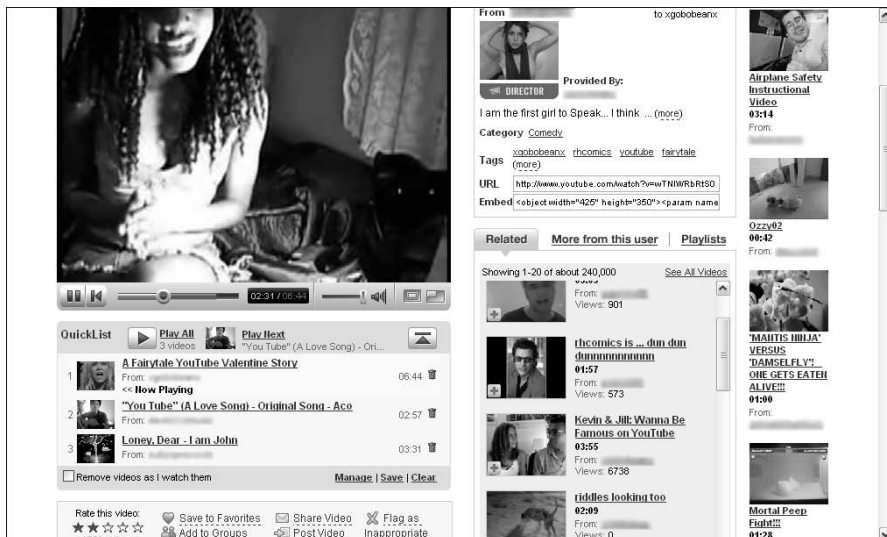 02:31 / 06:44
QuickList
Play All
3 videos
Play Next
"You Tube" (A Love Song) - Ori...
1
A Fairytale YouTube Valentine Story
From:
<< Now Playing
06:44
2
"You Tube" (A Love Song) - Original Song - Aco
From:
02:57
3
Loney, Dear - I am John
From:
03:31
Remove videos as I watch them
Manage | Save | Clear
Rate this video:
Save to Favorites
Add to Groups
Share Video
Post Video
Flag as
Inappropriate
From
to xgobobeanx
DIRECTOR
Provided By:
I am the first girl to Speak... I think ... (more)
Category Comedy
Tags xgobobeanx rhcomics youtube fairytale
(more)
URL http://www.youtube.com/watch?v=wTNIWRbRtS0
Embed <object width="425" height="350"><param name
Related
More from this user
Playlists
Showing 1-20 of about 240,000
See All Videos
From:
Views: 901
rhcomics is ... dun dun
dunnnnnnnnnnn
01:57
From:
Views: 573
Kevin & Jill: Wanna Be
Famous on YouTube
03:55
From:
Views: 6738
riddles looking too
02:09
From:
Views: 0
Airplane Safety
Instructional
Video
03:14
From:
Ozzy02
00:42
From:
'MANTIS NINJA'
VERSUS
'DAMSELFLY'!
ONE GETS EATEN
ALIVE!!!
01:00
From:
Mortal Peep
Fight!!!
01:28